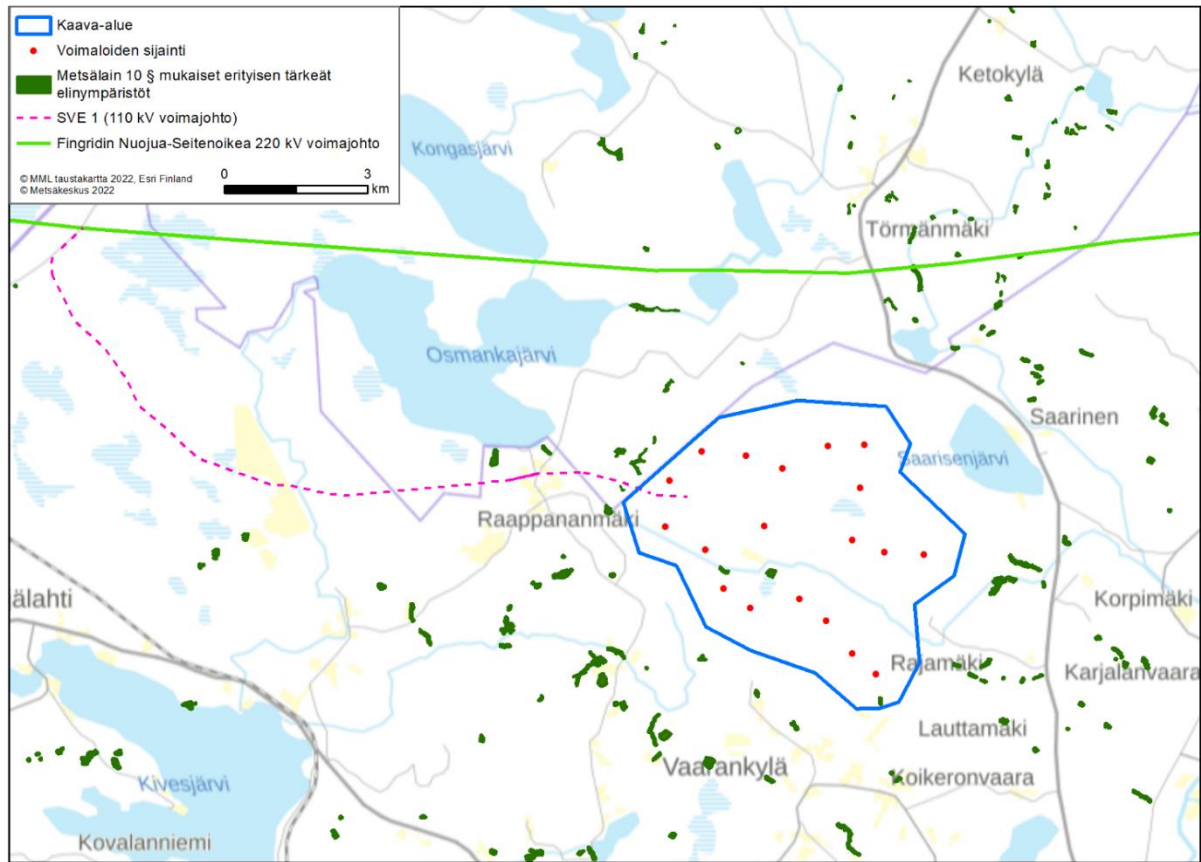 Kaava-alue
Voimaloiden sijainti
Metsälain 10 § mukaiset erityisen tärkeät
elinympäristöt
SVE 1 (110 kV voimajohto)
Fingridin Nuojua-Seitenoikea 220 kV voimajohto
© MML taustakartta 2022, Esri Finland
© Metsäkeskus 2022
0 3
km
Ketokylä
Kongasjärvi
Törmänmäki
Osmankajärvi
Saarinen
Saarisenjärvi
Raappananmäki
älahti
Korpimäki
Rajamäki
Karjalanvaara
Lauttamäki
Vaarankylä
Koikeronvaara
Kivesjärvi
Kovalanniemi